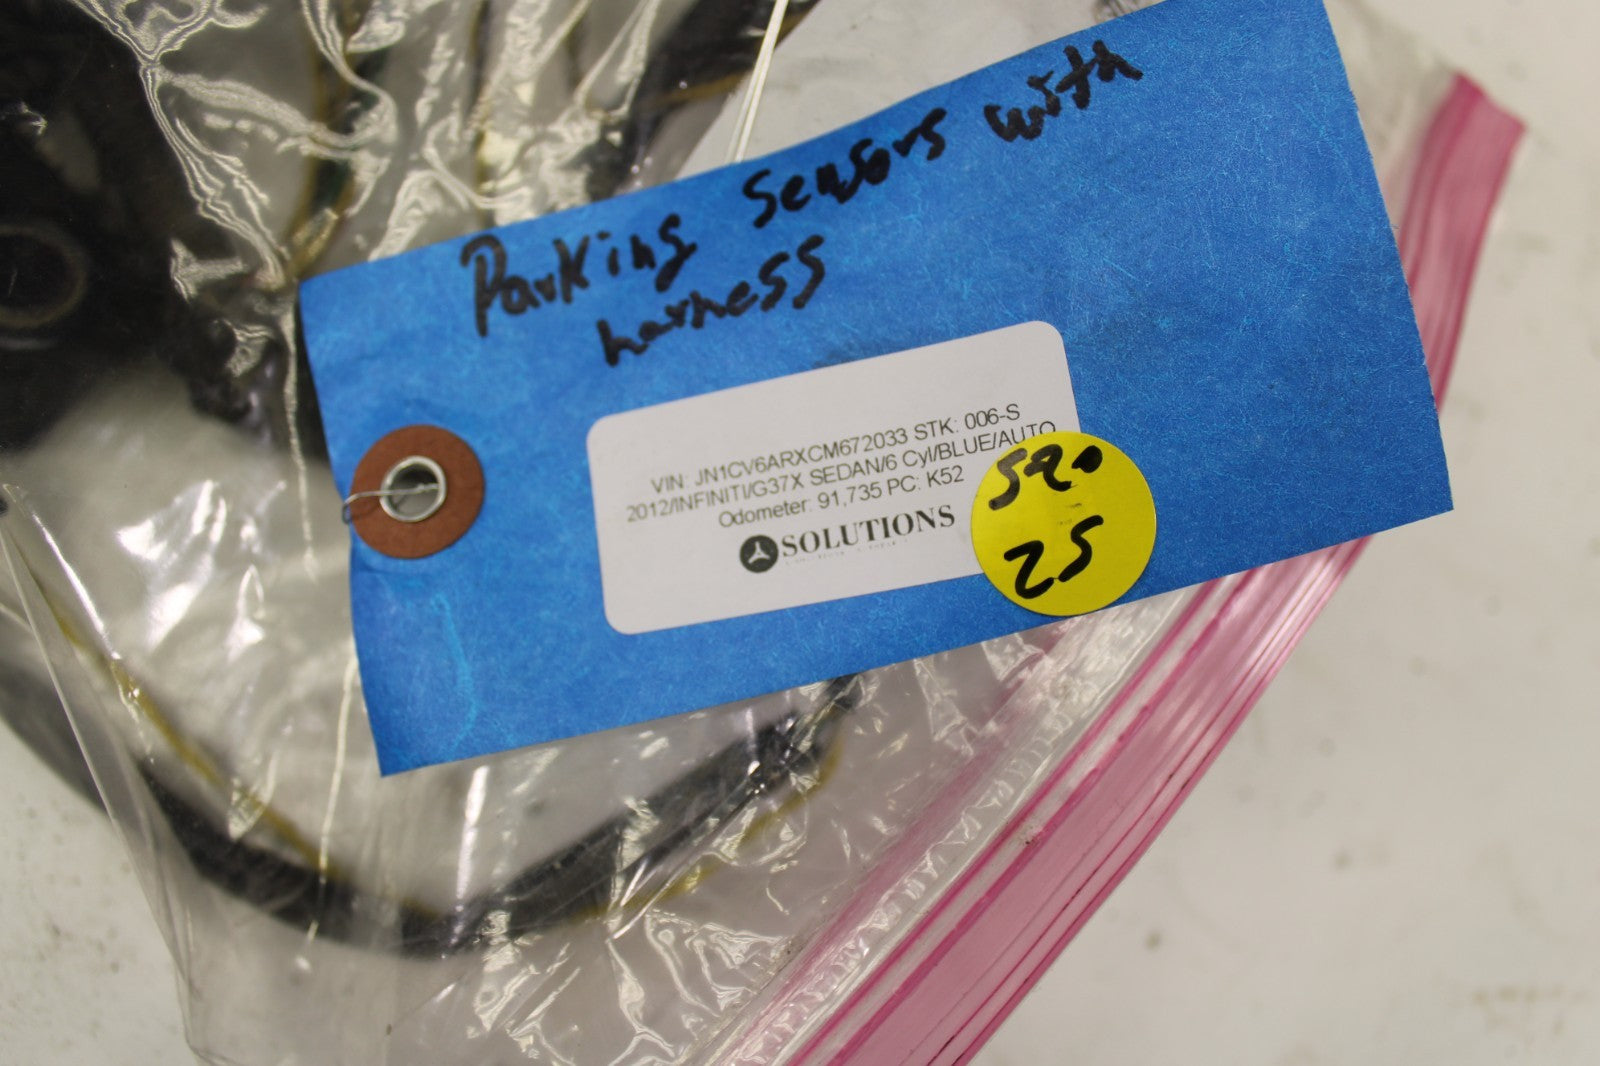 Parking Sensors with
harness
VIN: JN1CV6ARXCM672033 STK: 006-S
2012/INFINITI/G37X SEDAN/6 Cyl/BLUE/AUTO
Odometer: 91,735 PC: K52
SOLUTIONS
590
25